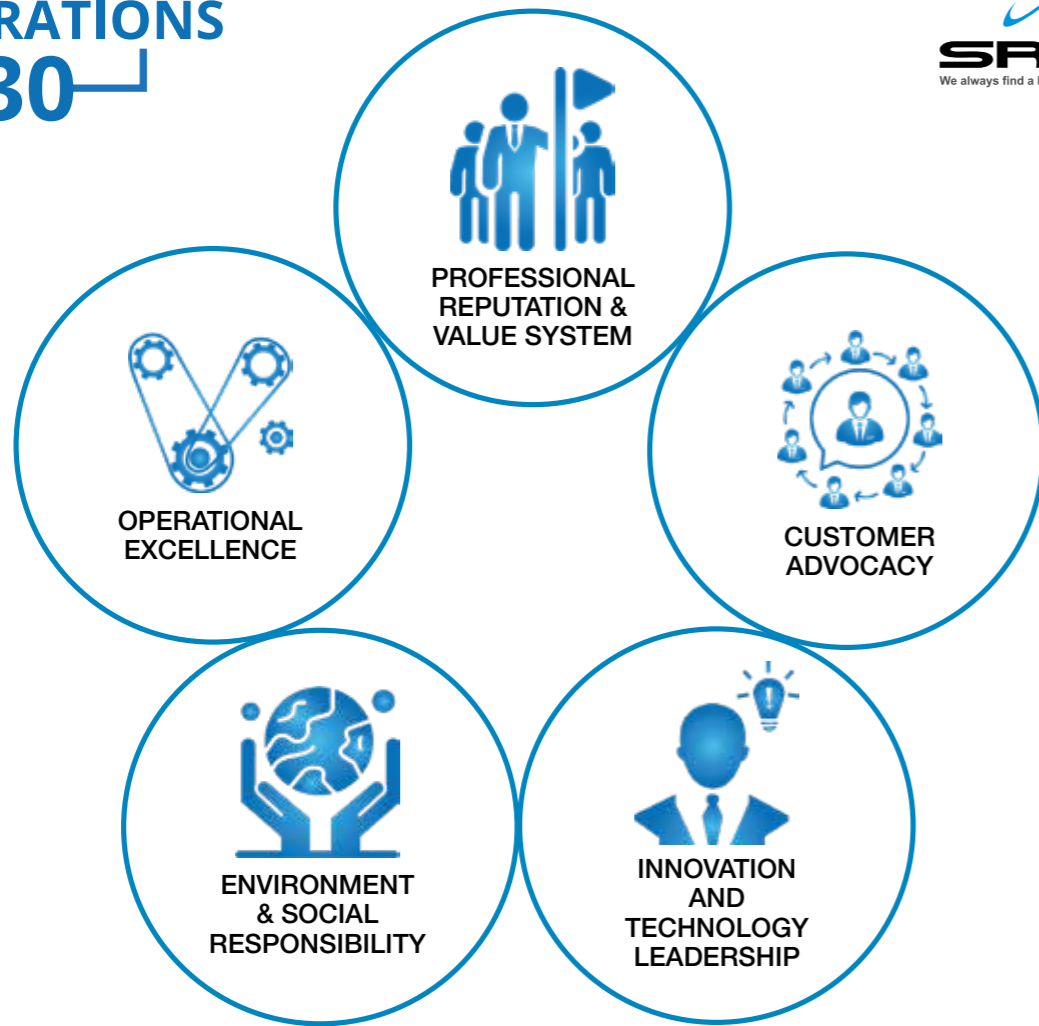 RATIONS
30
SR
We always find a
PROFESSIONAL
REPUTATION &
VALUE SYSTEM
OPERATIONAL
EXCELLENCE
CUSTOMER
ADVOCACY
ENVIRONMENT
& SOCIAL
RESPONSIBILITY
INNOVATION
AND
TECHNOLOGY
LEADERSHIP